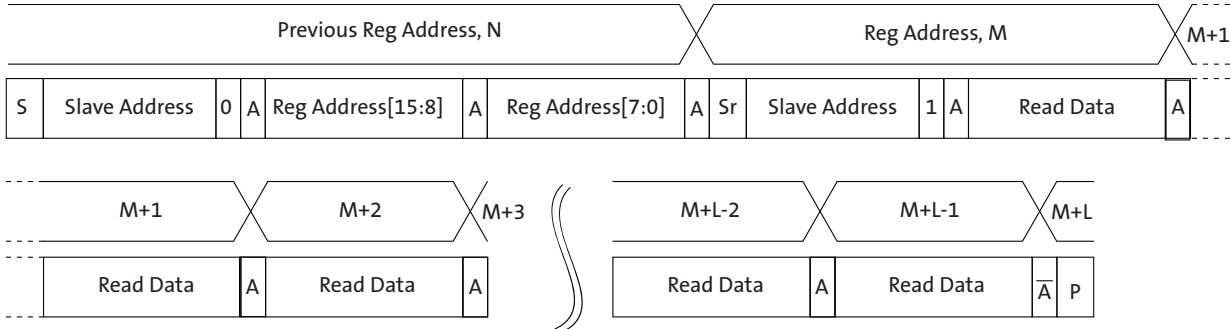 Previous Reg Address, N Reg Address, M M+1
S Slave Address 0 A Reg Address[15:8] A Reg Address[7:0] A Sr Slave Address 1 A Read Data A
M+1 M+2 M+3 M+L-2 M+L-1 M+L
Read Data A Read Data A Read Data A Read Data A̅ P